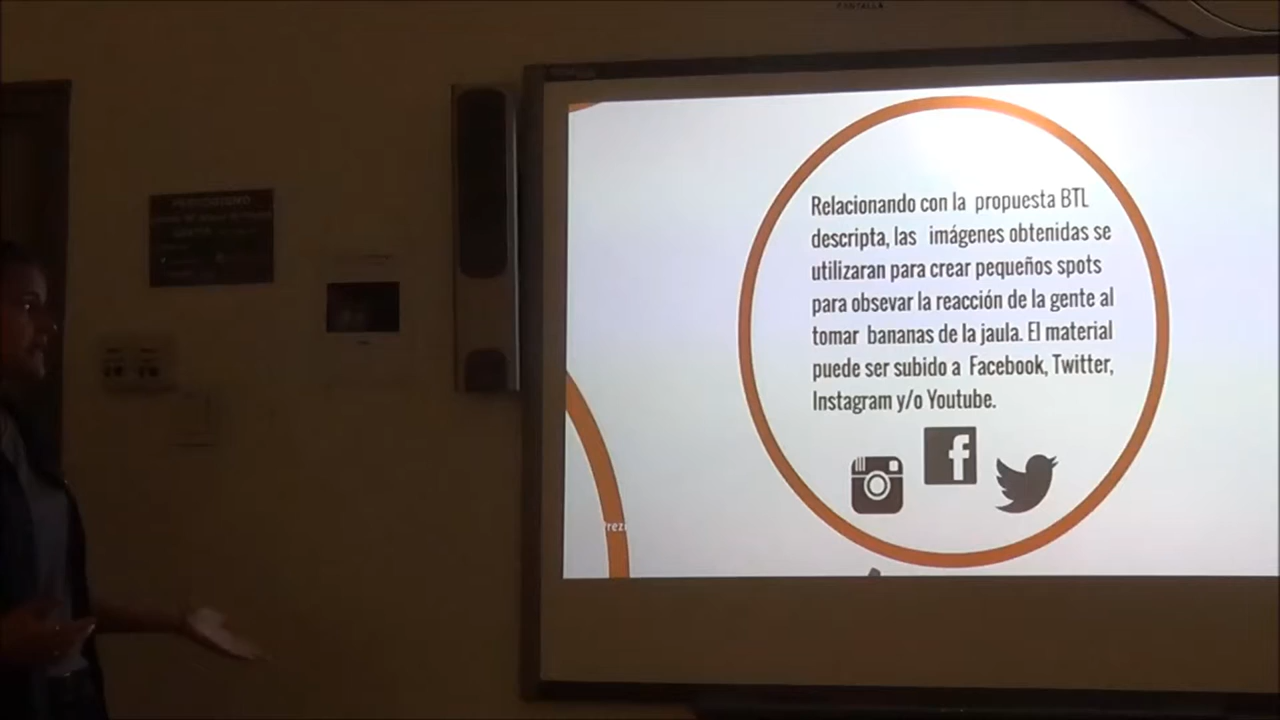 PANTALLA
Relacionando con la propuesta BTL
descripta, las imágenes obtenidas se
utilizaran para crear pequeños spots
para obsevar la reacción de la gente al
tomar bananas de la jaula. El material
puede ser subido a Facebook, Twitter,
Instagram y/o Youtube.